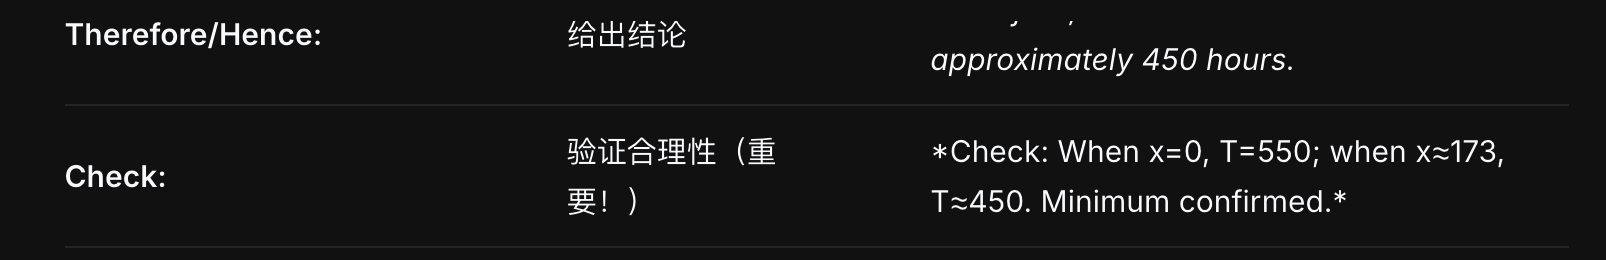 Therefore/Hence:
给出结论
approximately 450 hours.
Check:
验证合理性（重
要！）
*Check: When x=0, T=550; when x≈173,
T≈450. Minimum confirmed.*